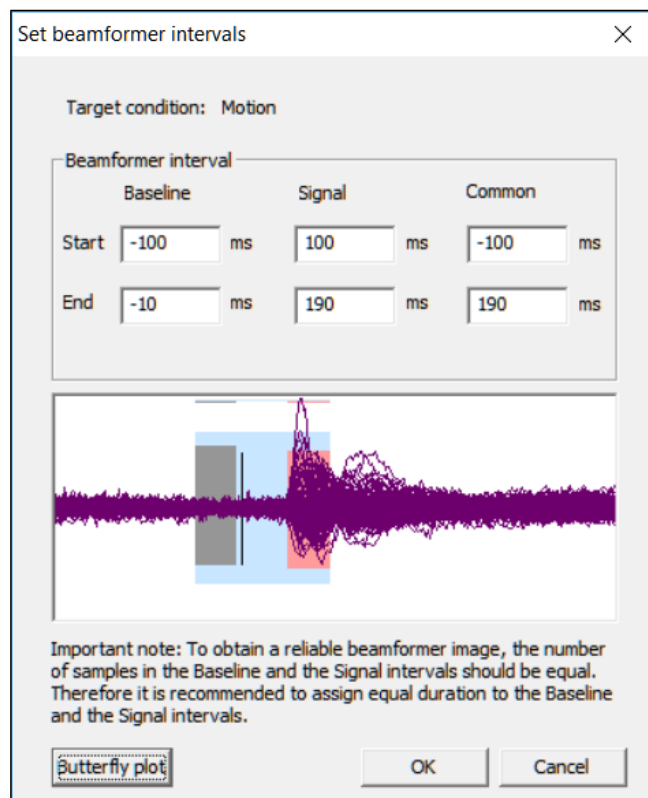 Set beamformer intervals
Target condition: Motion
Beamformer interval
Baseline Signal Common
Start -100 ms 100 ms -100 ms
End -10 ms 190 ms 190 ms
Important note: To obtain a reliable beamformer image, the number
of samples in the Baseline and the Signal intervals should be equal.
Therefore it is recommended to assign equal duration to the Baseline
and the Signal intervals.
Butterfly plot OK Cancel